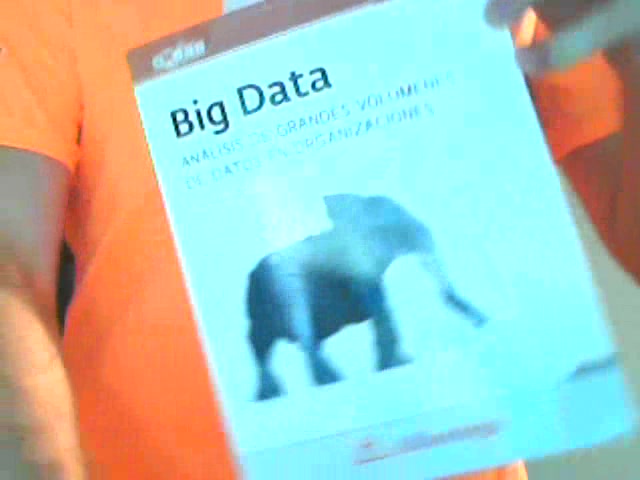 Big Data
ANÁLISIS DE GRANDES VOLÚMENES
DE DATOS EN ORGANIZACIONES